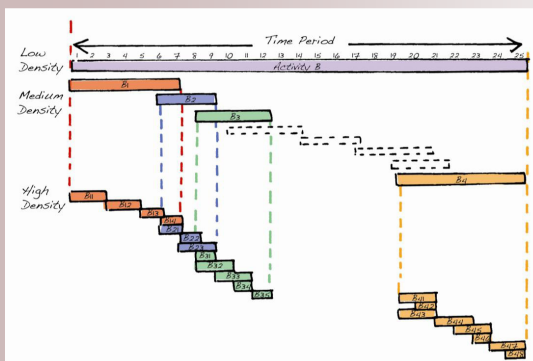 Time Period
Low Density
1 2 3 4 5 6 7 8 9 10 11 12 13 14 15 16 17 18 19 20 21 22 23 24 25
Activity B
B1
Medium Density
B2
B3
B4
High Density
B11
B12
B13
B14
B21
B22
B23
B31
B32
B33
B34
B35
B41
B42
B43
B44
B45
B46
B47
B48